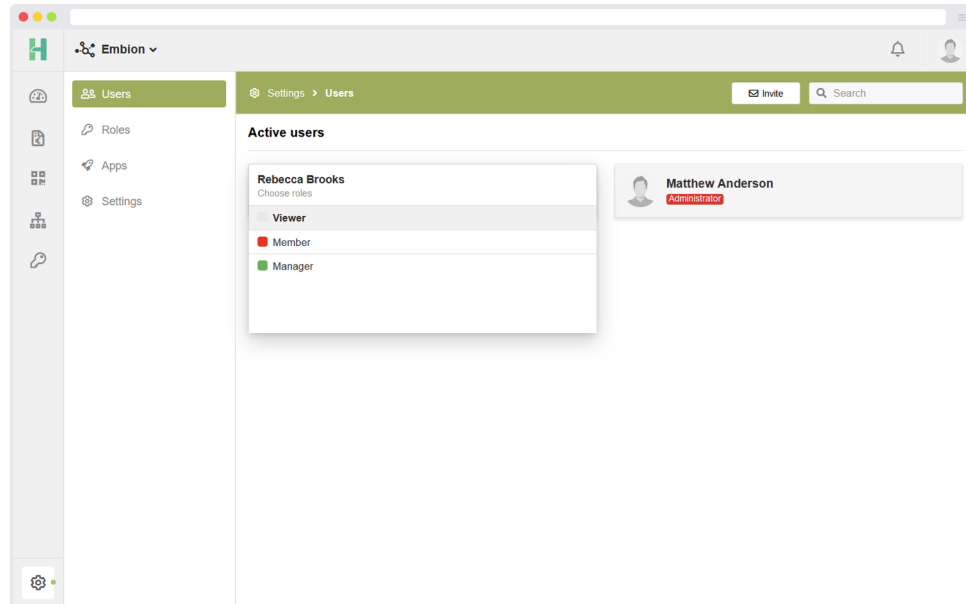 Embion
Users
Roles
Apps
Settings
Settings > Users
Invite
Search
Active users
Rebecca Brooks
Choose roles
Viewer
Member
Manager
Matthew Anderson
Administrator